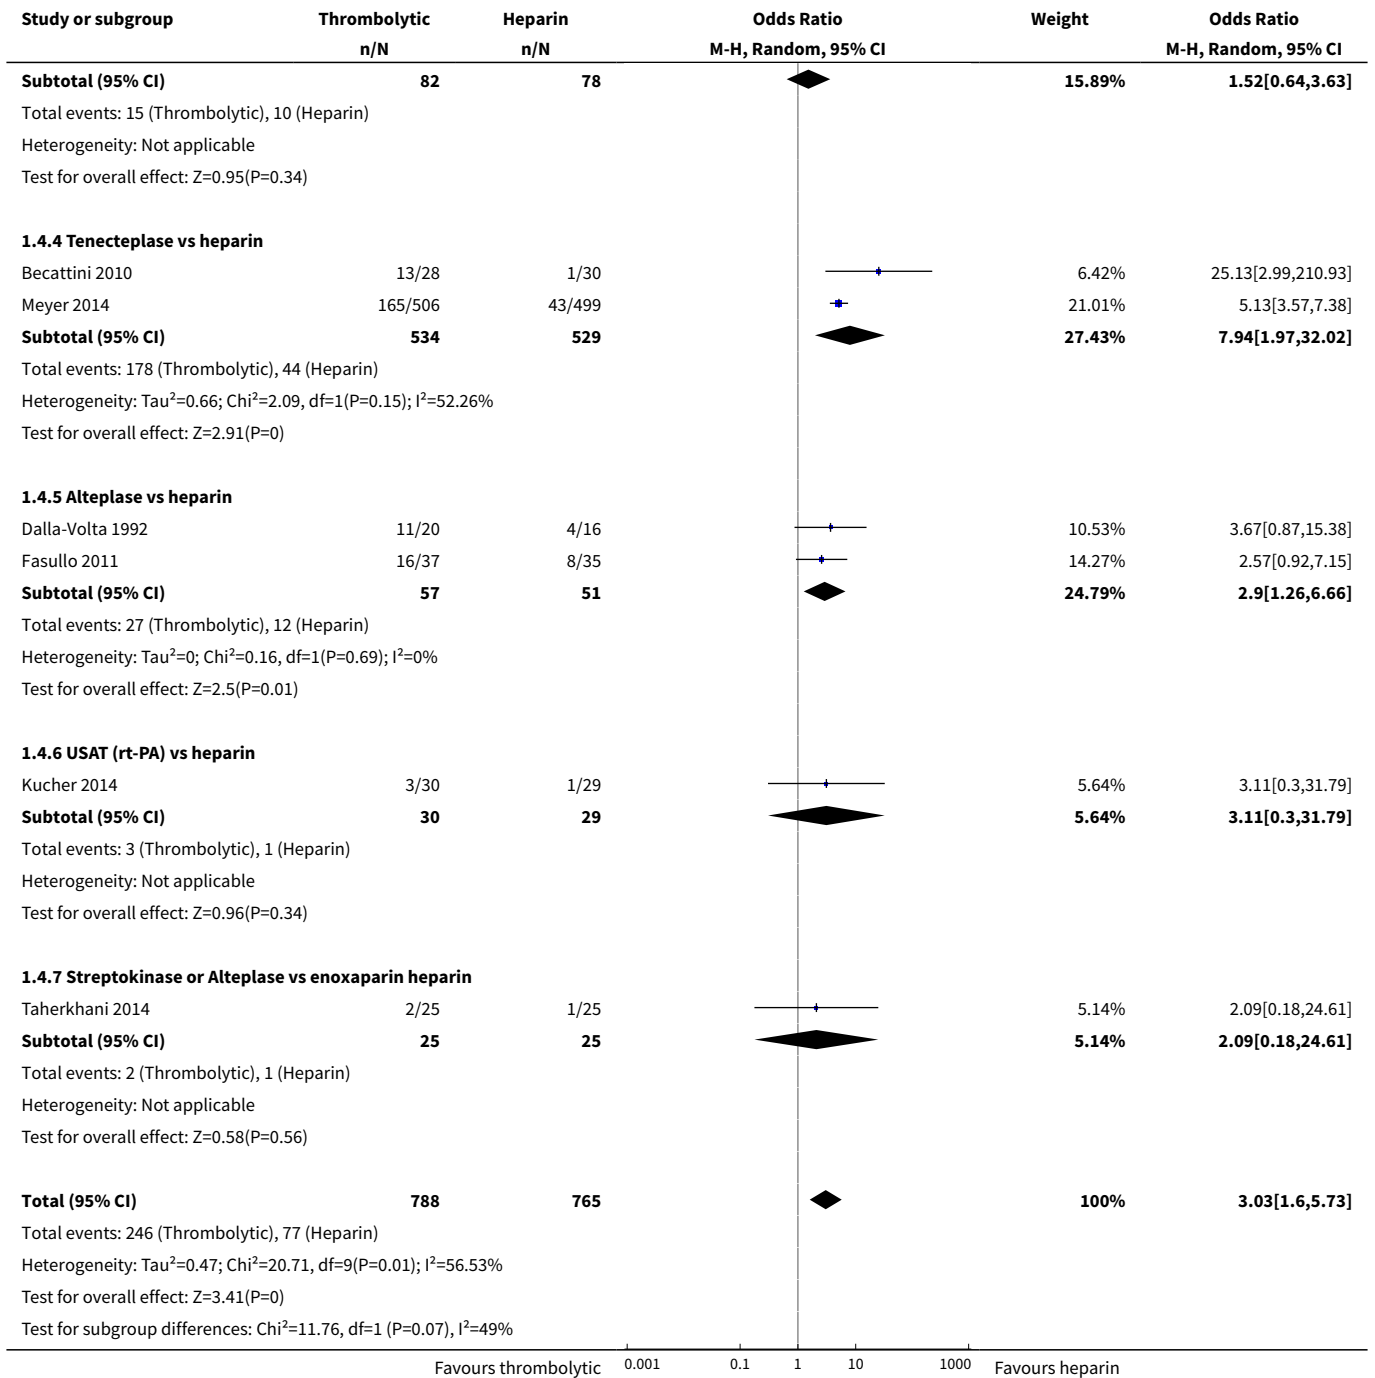 Study or subgroup Thrombolytic Heparin Odds Ratio Weight Odds Ratio
n/N n/N M-H, Random, 95% CI M-H, Random, 95% CI
Subtotal (95% CI) 82 78 15.89% 1.52[0.64,3.63]
Total events: 15 (Thrombolytic), 10 (Heparin)
Heterogeneity: Not applicable
Test for overall effect: Z=0.95(P=0.34)
1.4.4 Tenecteplase vs heparin
Becattini 2010 13/28 1/30 6.42% 25.13[2.99,210.93]
Meyer 2014 165/506 43/499 21.01% 5.13[3.57,7.38]
Subtotal (95% CI) 534 529 27.43% 7.94[1.97,32.02]
Total events: 178 (Thrombolytic), 44 (Heparin)
Heterogeneity: Tau²=0.66; Chi²=2.09, df=1(P=0.15); I²=52.26%
Test for overall effect: Z=2.91(P=0)
1.4.5 Alteplase vs heparin
Dalla-Volta 1992 11/20 4/16 10.53% 3.67[0.87,15.38]
Fasullo 2011 16/37 8/35 14.27% 2.57[0.92,7.15]
Subtotal (95% CI) 57 51 24.79% 2.9[1.26,6.66]
Total events: 27 (Thrombolytic), 12 (Heparin)
Heterogeneity: Tau²=0; Chi²=0.16, df=1(P=0.69); I²=0%
Test for overall effect: Z=2.5(P=0.01)
1.4.6 USAT (rt-PA) vs heparin
Kucher 2014 3/30 1/29 5.64% 3.11[0.3,31.79]
Subtotal (95% CI) 30 29 5.64% 3.11[0.3,31.79]
Total events: 3 (Thrombolytic), 1 (Heparin)
Heterogeneity: Not applicable
Test for overall effect: Z=0.96(P=0.34)
1.4.7 Streptokinase or Alteplase vs enoxaparin heparin
Taherkhani 2014 2/25 1/25 5.14% 2.09[0.18,24.61]
Subtotal (95% CI) 25 25 5.14% 2.09[0.18,24.61]
Total events: 2 (Thrombolytic), 1 (Heparin)
Heterogeneity: Not applicable
Test for overall effect: Z=0.58(P=0.56)
Total (95% CI) 788 765 100% 3.03[1.6,5.73]
Total events: 246 (Thrombolytic), 77 (Heparin)
Heterogeneity: Tau²=0.47; Chi²=20.71, df=9(P=0.01); I²=56.53%
Test for overall effect: Z=3.41(P=0)
Test for subgroup differences: Chi²=11.76, df=1 (P=0.07), I²=49%
Favours thrombolytic 0.001 0.1 1 10 1000 Favours heparin